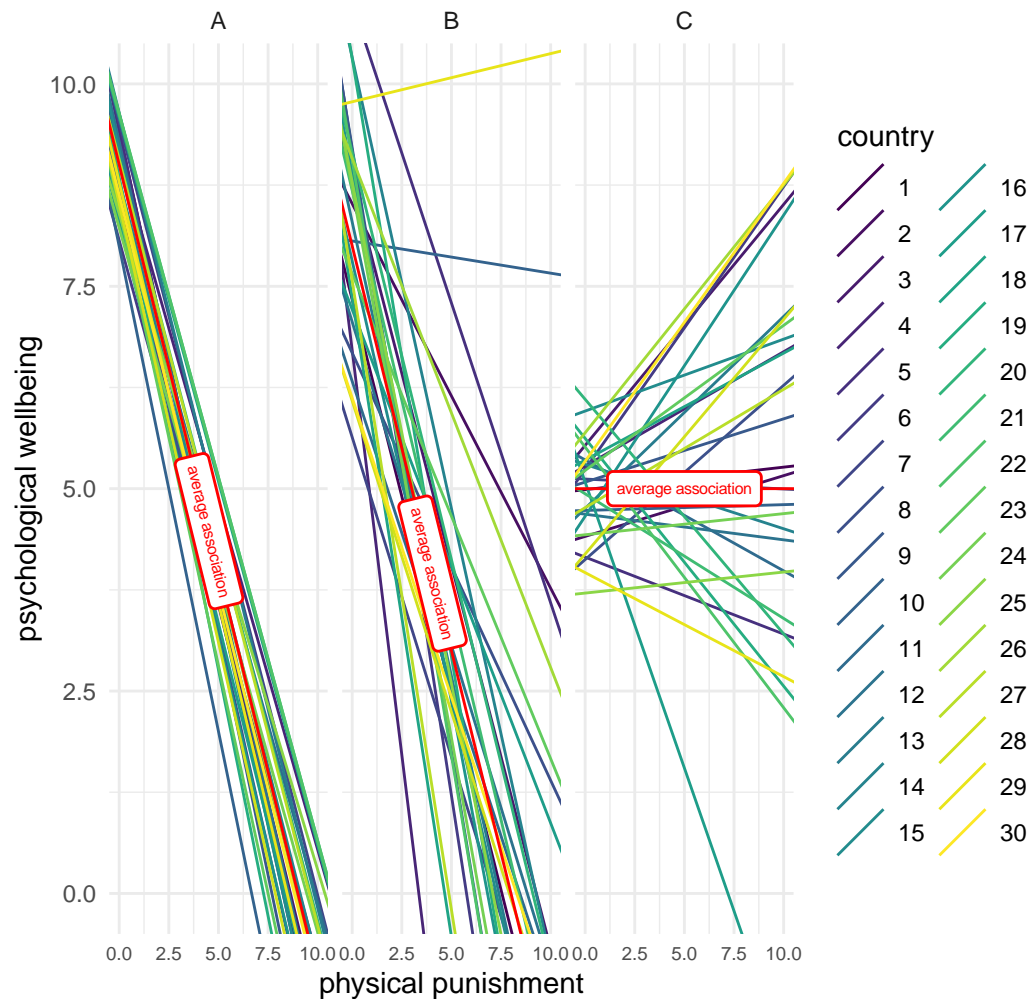 A B C
psychological wellbeing
10.0
7.5
5.0
2.5
0.0
average association
average association
average association
0.0 2.5 5.0 7.5 10.0 0.0 2.5 5.0 7.5 10.0 0.0 2.5 5.0 7.5 10.0
physical punishment
country
1 16
2 17
3 18
4 19
5 20
6 21
7 22
8 23
9 24
10 25
11 26
12 27
13 28
14 29
15 30